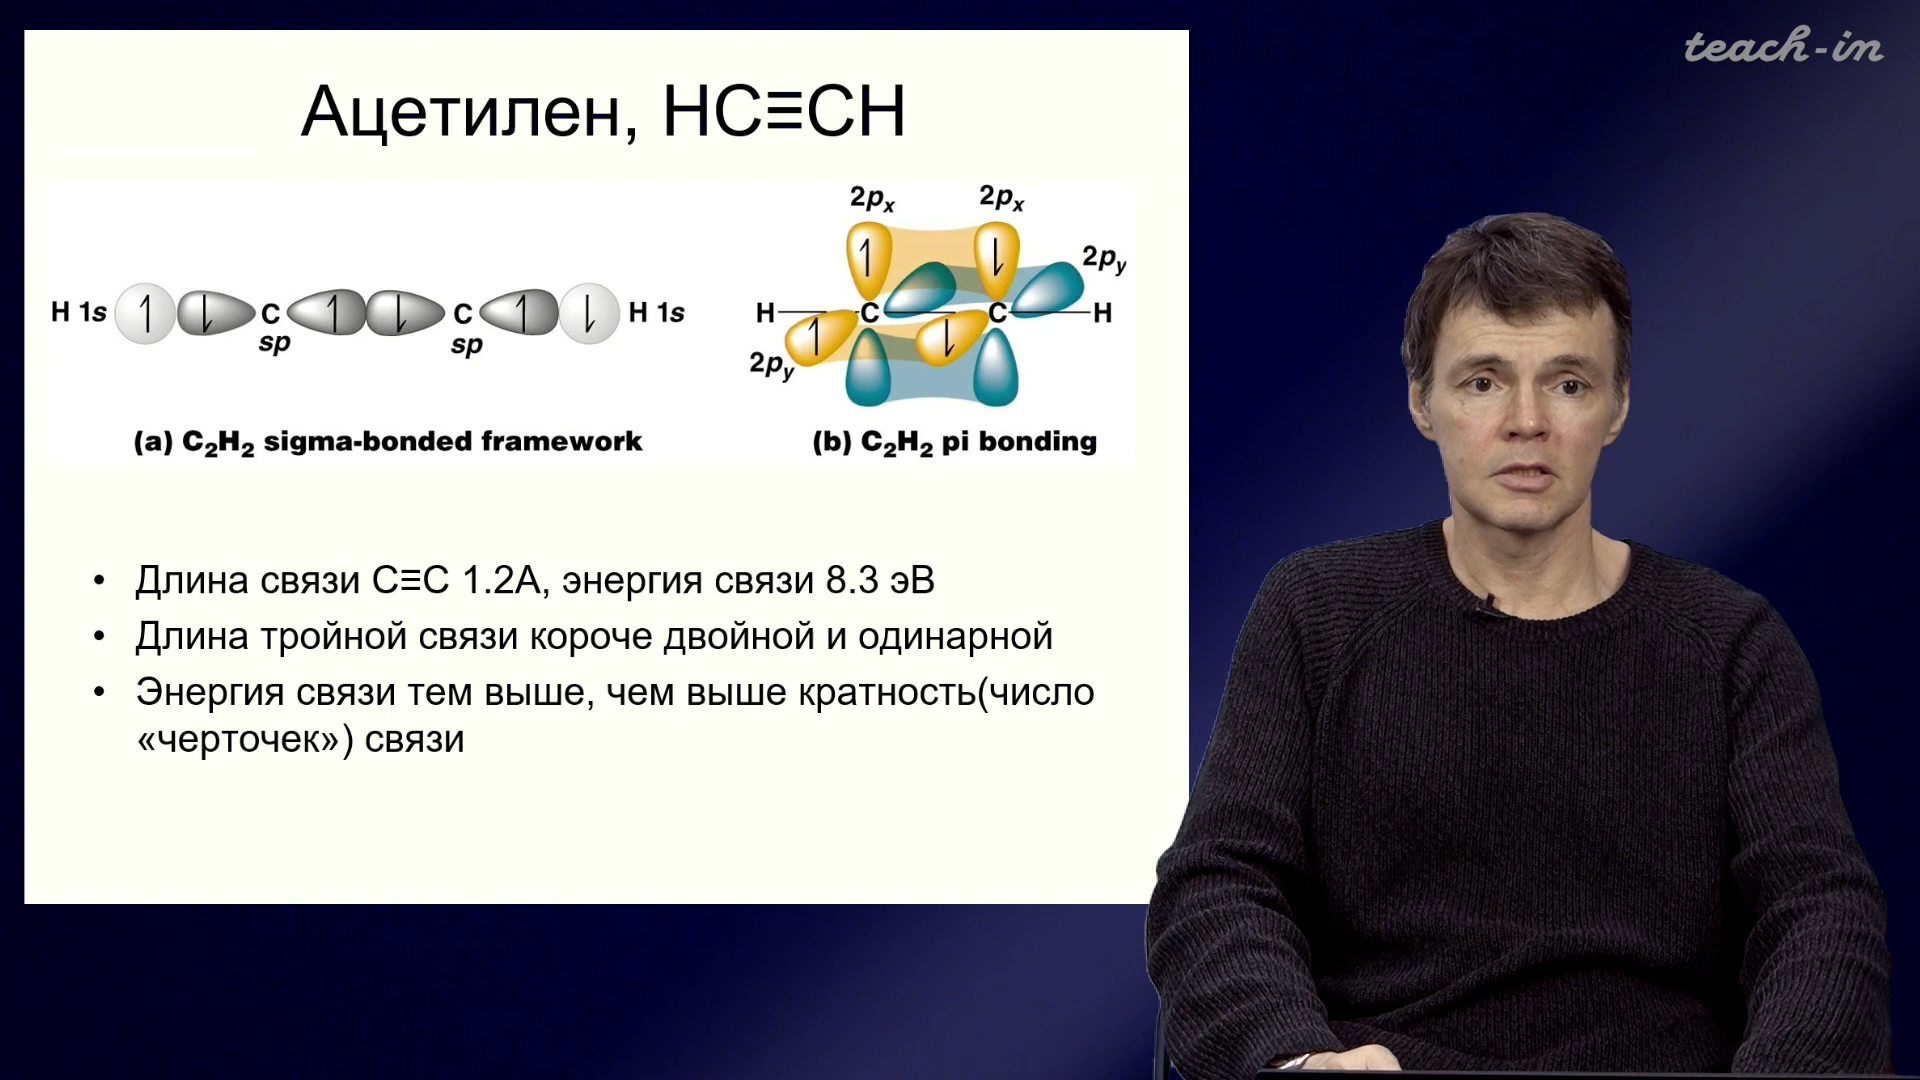 teach-in
Ацетилен, HC≡CH
2px 2px
2py
H 1s C C H 1s
sp sp
H C C H
2py
(a) C2H2 sigma-bonded framework
(b) C2H2 pi bonding
• Длина связи C≡C 1.2A, энергия связи 8.3 эВ
• Длина тройной связи короче двойной и одинарной
• Энергия связи тем выше, чем выше кратность(число
«черточек») связи